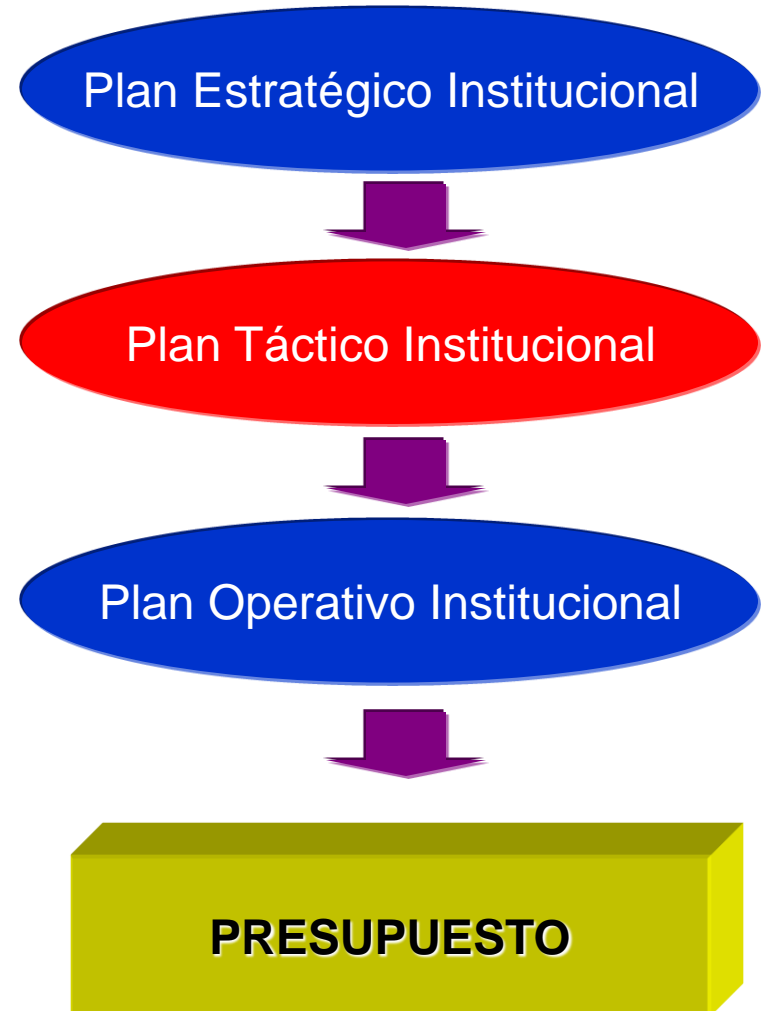 Plan Estratégico Institucional
Plan Táctico Institucional
Plan Operativo Institucional
PRESUPUESTO